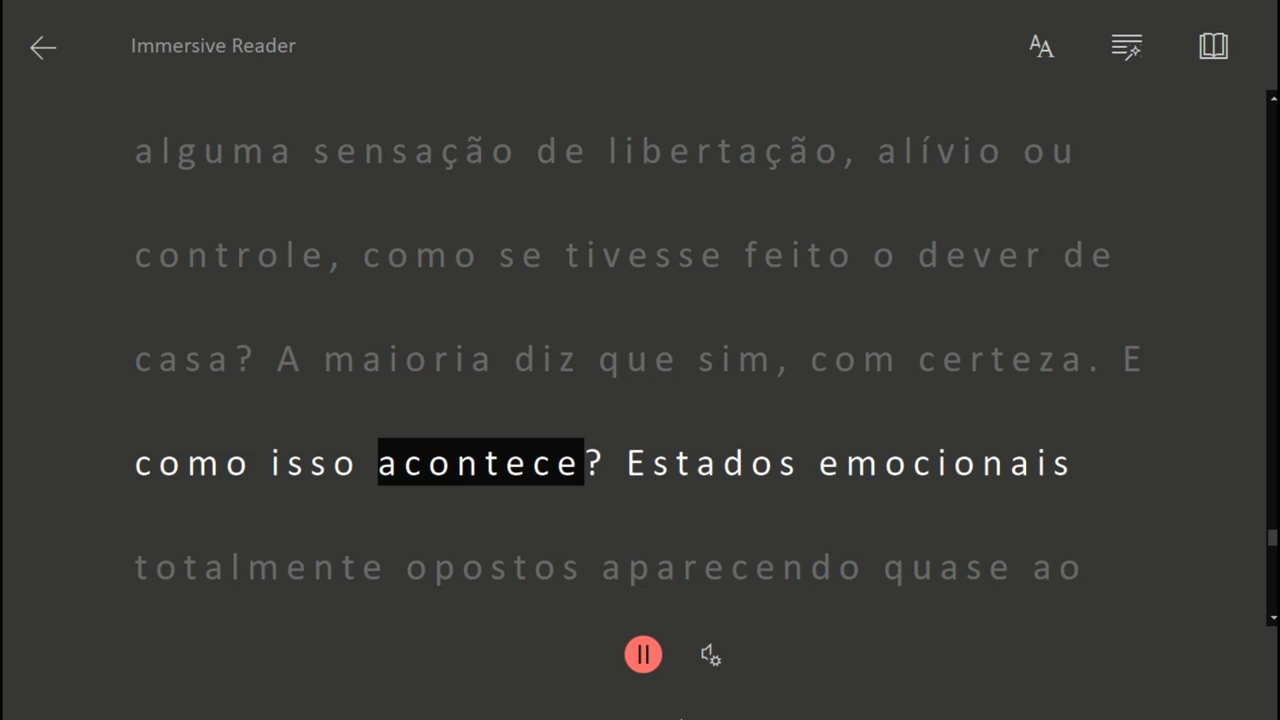 Immersive Reader
alguma sensação de libertação, alívio ou
controle, como se tivesse feito o dever de
casa? A maioria diz que sim, com certeza. E
como isso acontece? Estados emocionais
totalmente opostos aparecendo quase ao